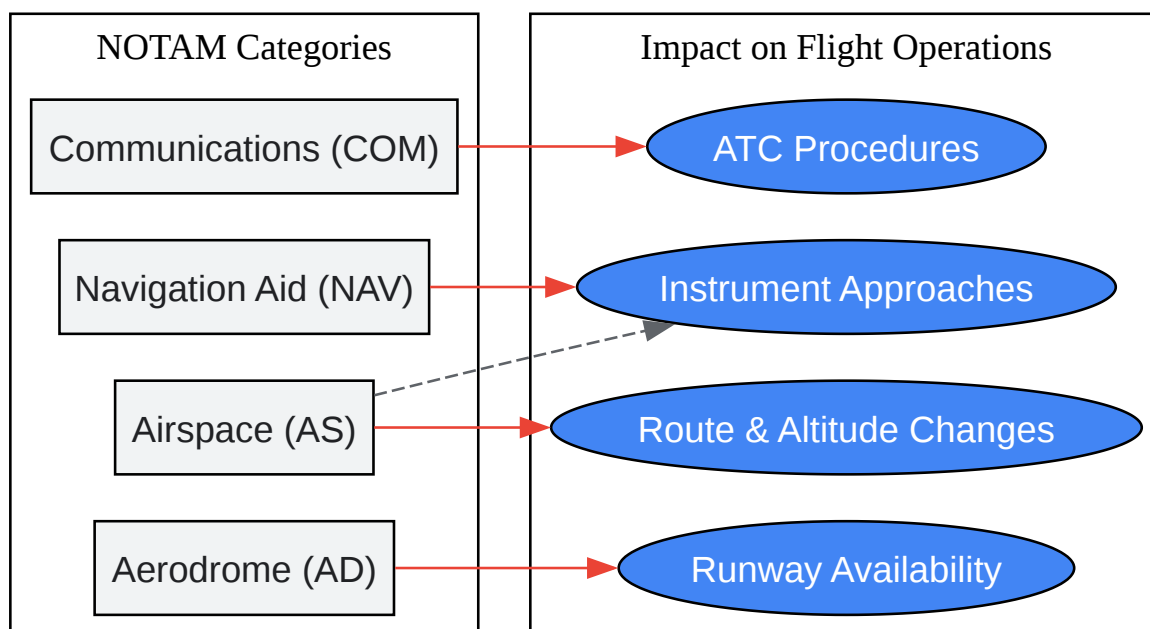 NOTAM Categories
Impact on Flight Operations
Communications (COM)
ATC Procedures
Navigation Aid (NAV)
Instrument Approaches
Airspace (AS)
Route & Altitude Changes
Aerodrome (AD)
Runway Availability